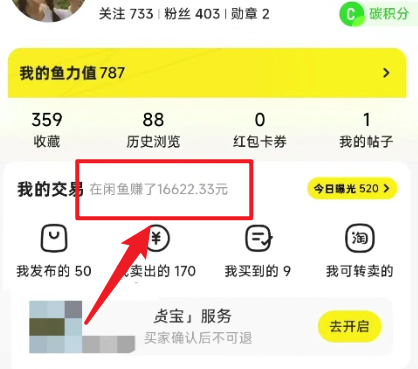 关注 733 | 粉丝 403 | 勋章 2
C 碳积分
我的鱼力值 787
359 88 0 1
收藏 历史浏览 红包卡券 我的帖子
我的交易 在闲鱼赚了16622.33元 今日曝光 520
¥ 淘
我发布的 50 卖出的 170 我买到的 9 我可转卖的
宝」服务
去开启
买家确认后不可退